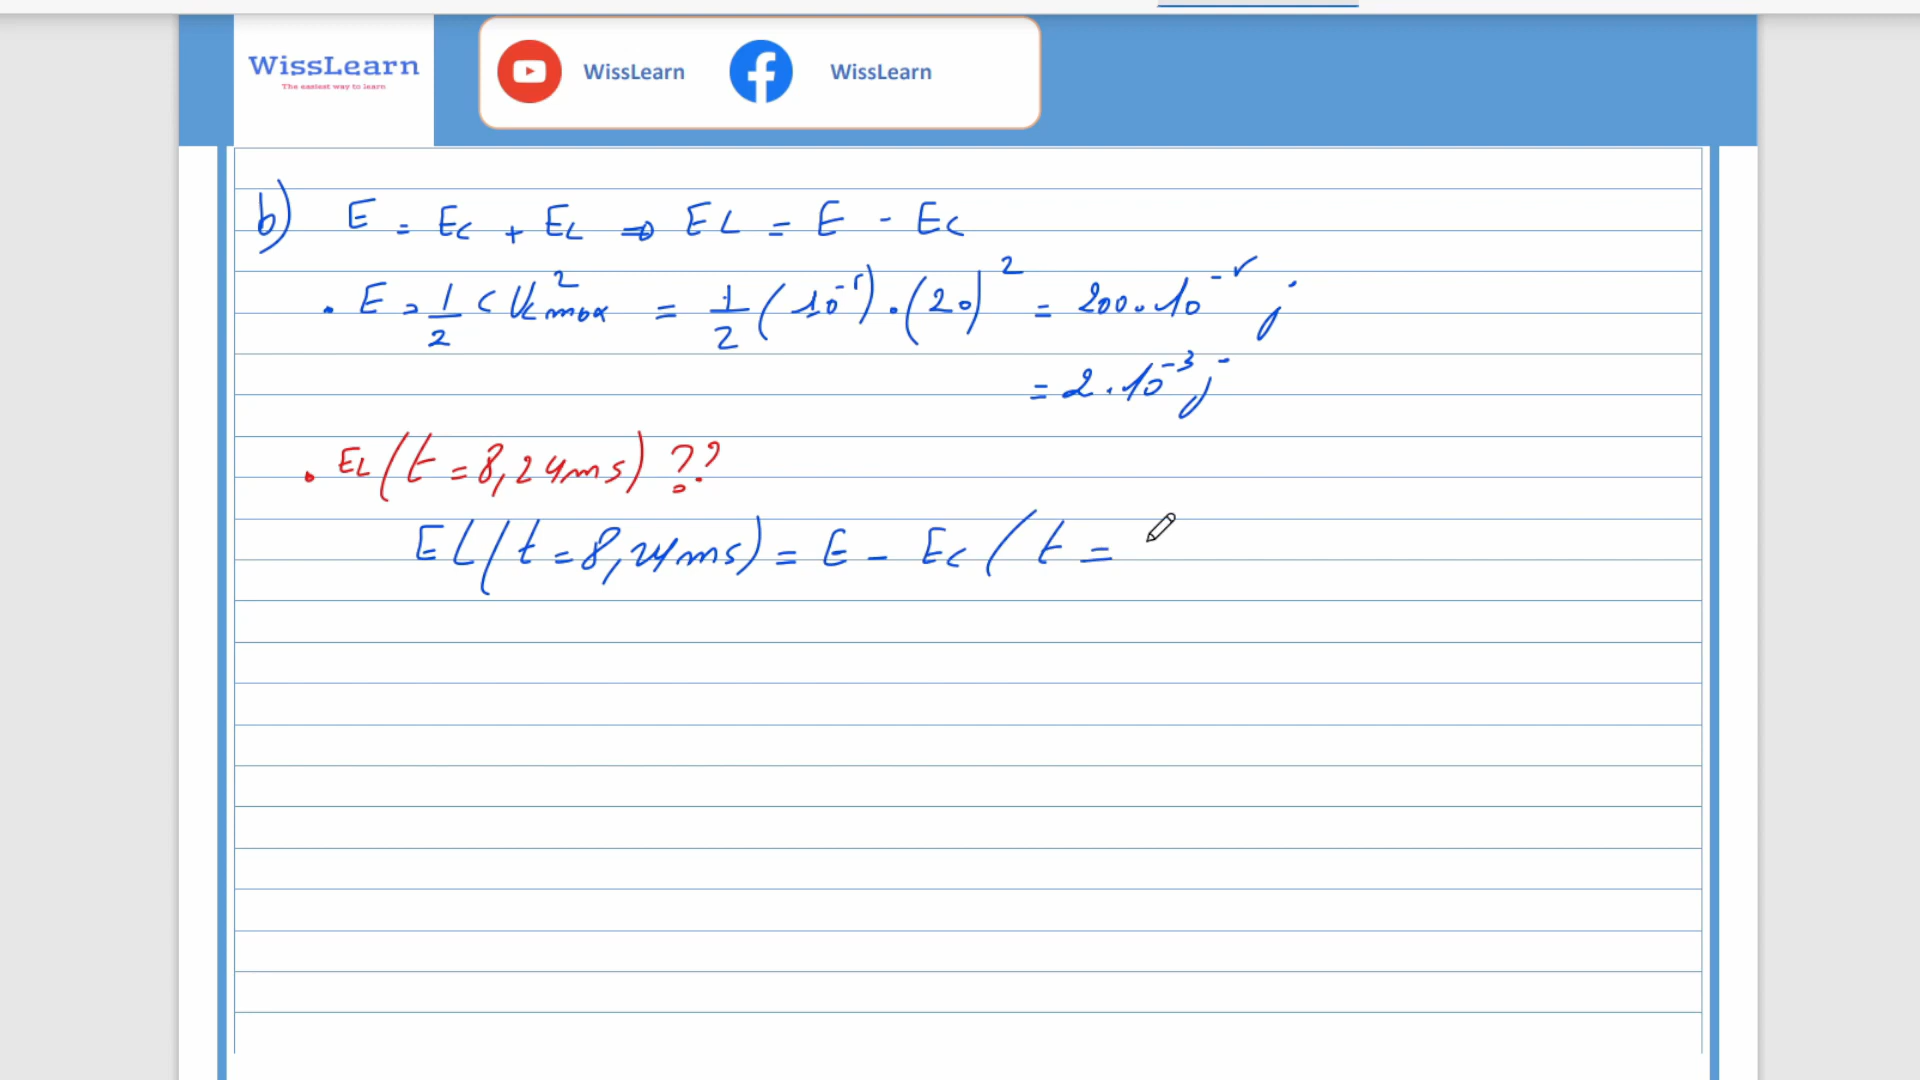 WissLearn
The easiest way to learn
WissLearn
WissLearn
b) E = Ec + EL ⇒ EL = E - Ec
. E = 1/2 C Uc²max = 1/2 (10⁻⁵) . (20)² = 200.10⁻⁵ j
= 2.10⁻³ j
. EL (t = 8,24ms) ??
EL (t = 8,24ms) = E - Ec (t =